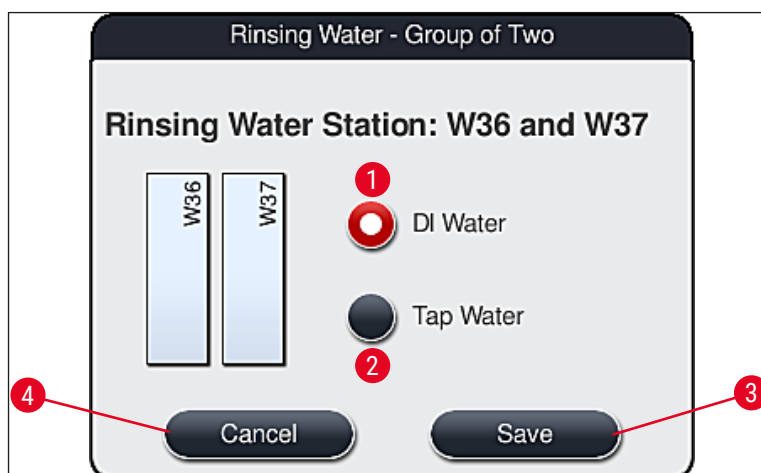 Rinsing Water - Group of Two
Rinsing Water Station: W36 and W37
W36
W37
1
DI Water
Tap Water
2
4
3
Cancel
Save